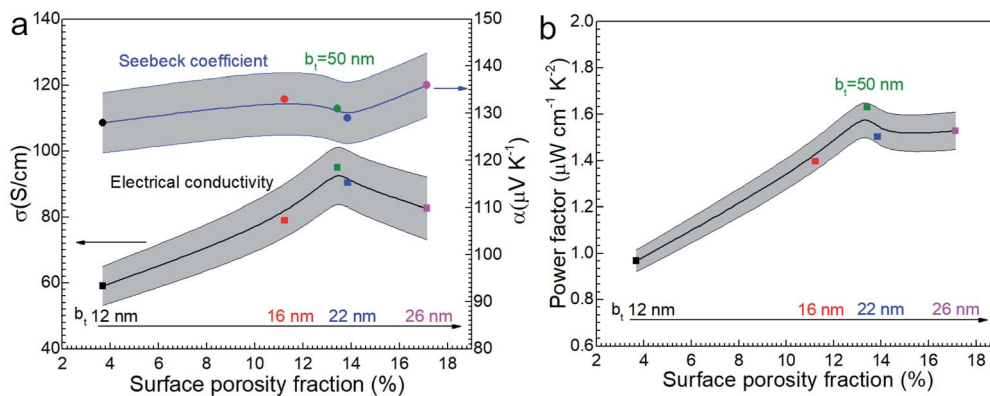 a
140
120
100
80
60
40
σ(S/cm)
150
140
130
120
110
100
90
80
α(μV K⁻¹)
Seebeck coefficient
bₜ=50 nm
Electrical conductivity
bₜ 12 nm
16 nm
22 nm
26 nm
2 4 6 8 10 12 14 16 18
Surface porosity fraction (%)
b
2.0
1.8
1.6
1.4
1.2
1.0
0.8
0.6
Power factor (μW cm⁻¹ K⁻²)
bₜ=50 nm
bₜ 12 nm
16 nm
22 nm
26 nm
2 4 6 8 10 12 14 16 18
Surface porosity fraction (%)